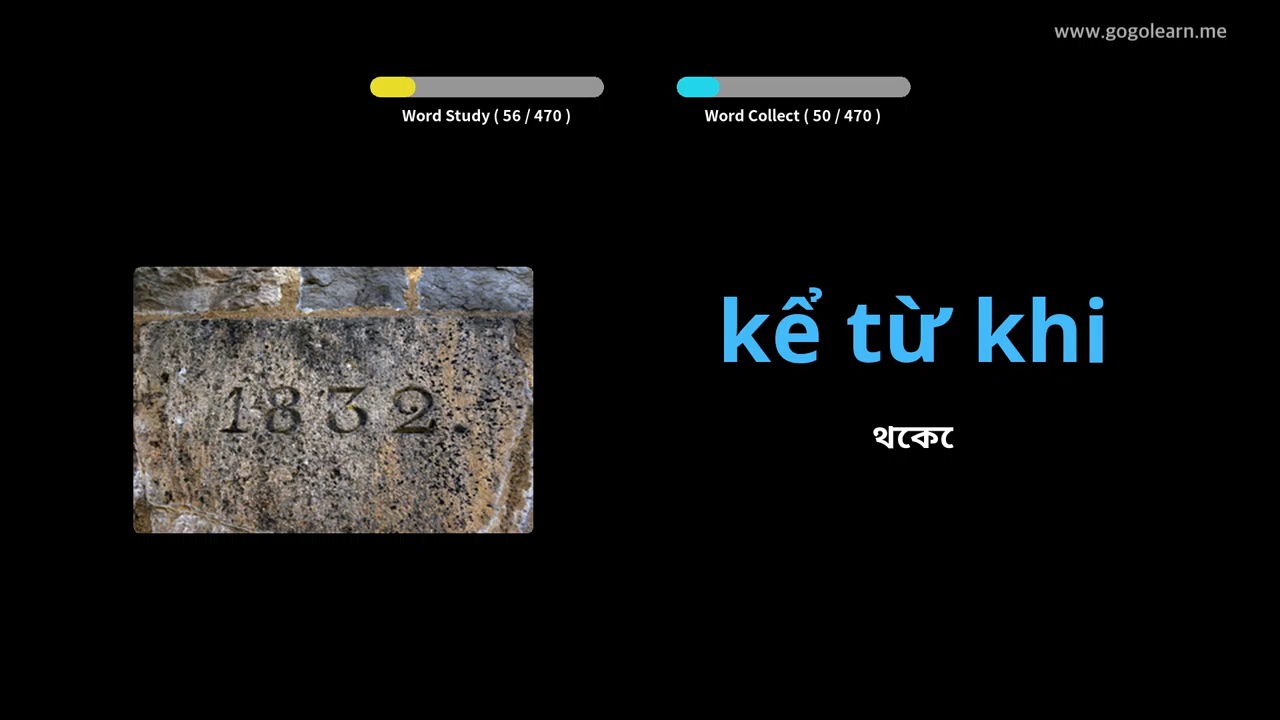 www.gogolearn.me
Word Study ( 56 / 470 )
Word Collect ( 50 / 470 )
1832.
kể từ khi
থেকে